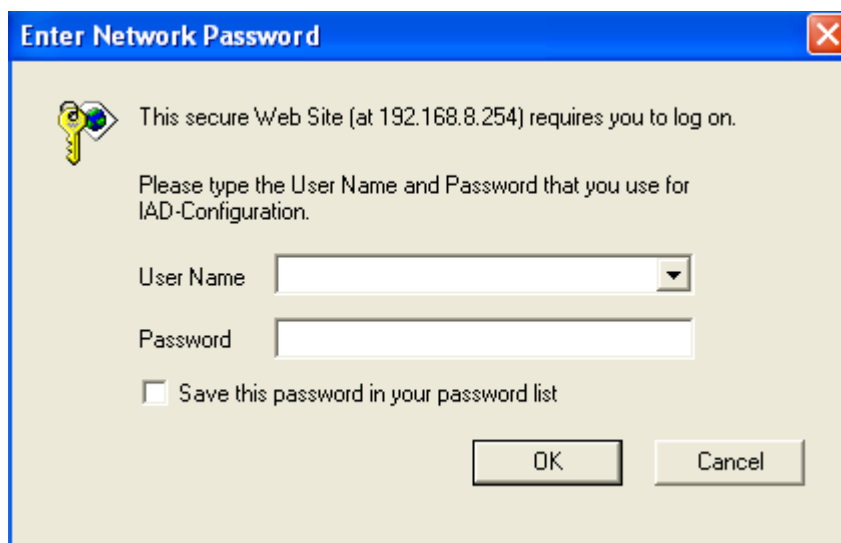 Enter Network Password
This secure Web Site (at 192.168.8.254) requires you to log on.
Please type the User Name and Password that you use for
IAD-Configuration.
User Name
Password
Save this password in your password list
OK Cancel